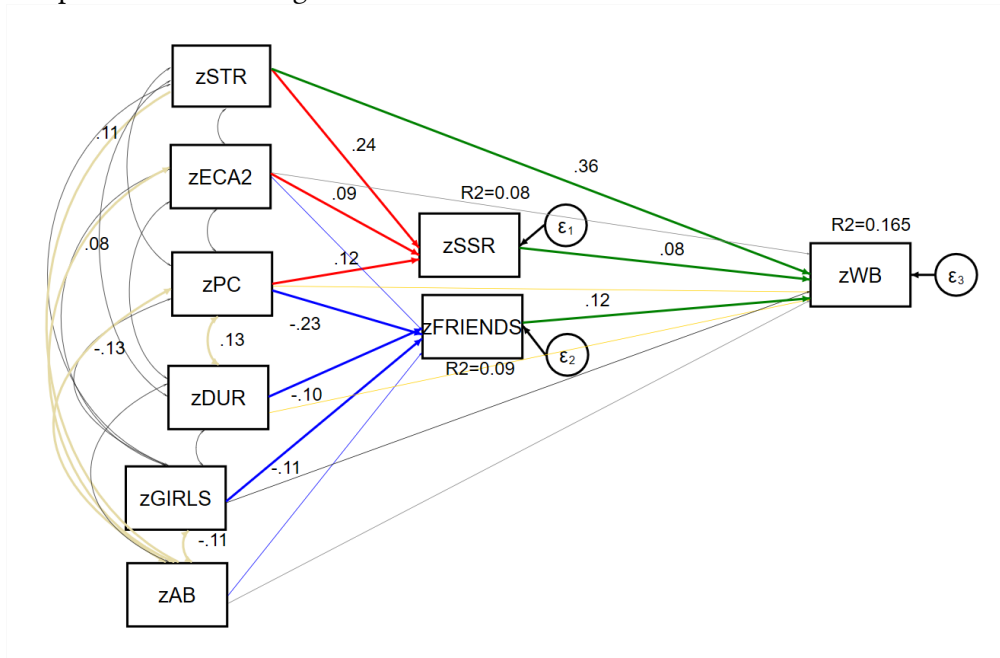 zSTR
.11
.24
.36
zECA2
.09
R2=0.08
zSSR
ε1
R2=0.165
.08
.08
zWB
ε3
zPC
.12
.12
-.23
zFRIENDS
.13
-.13
ε2
R2=0.09
zDUR
-.10
-.11
zGIRLS
-.11
zAB